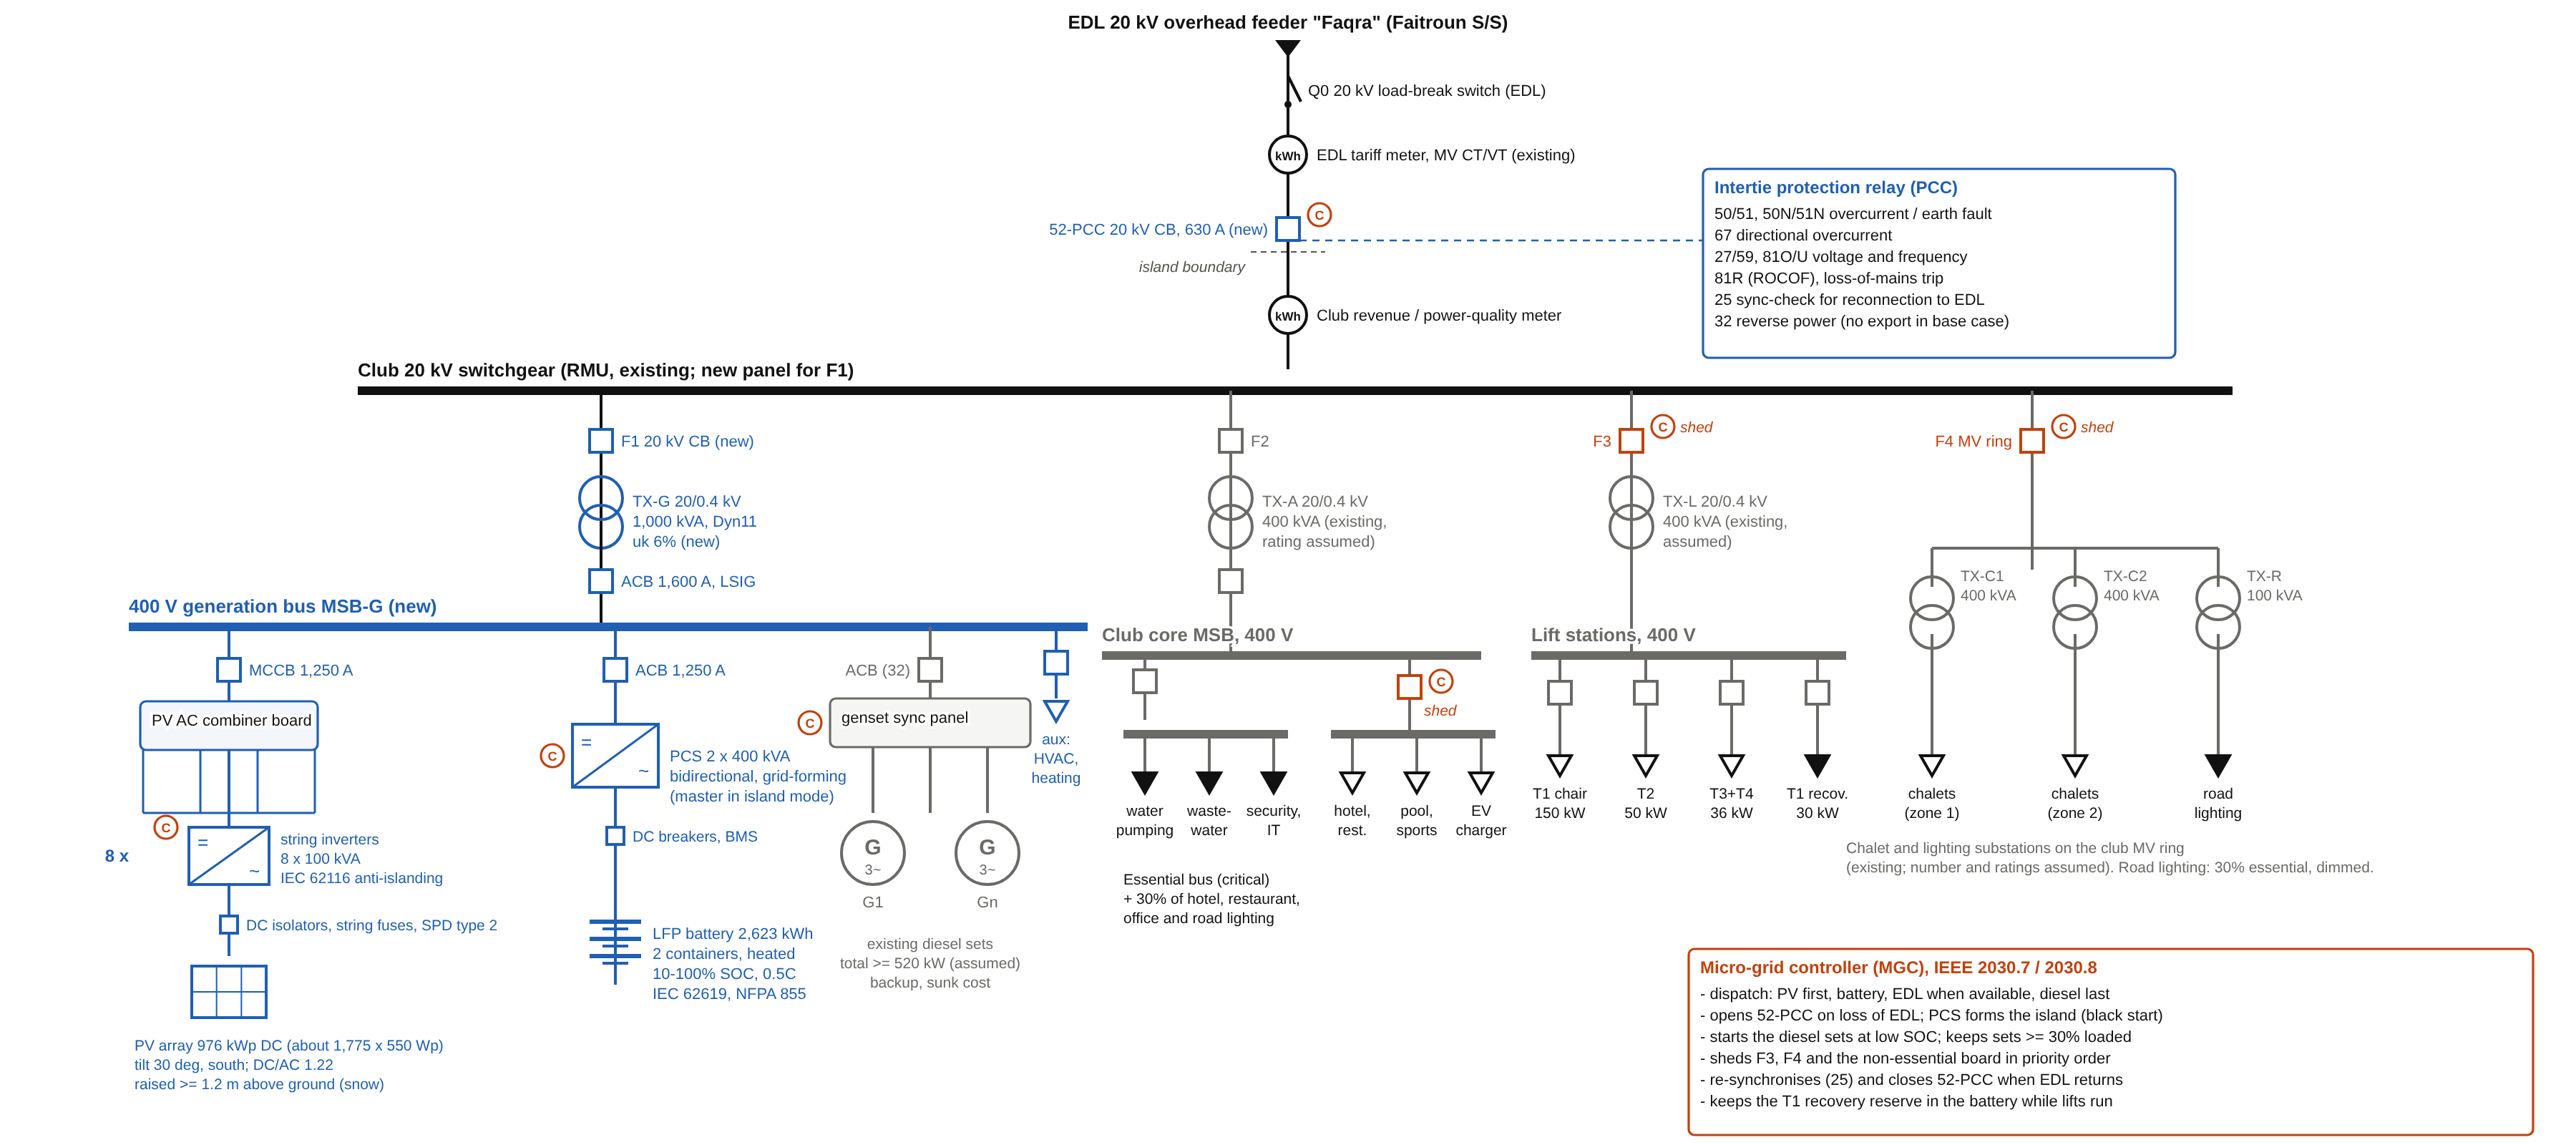 EDL 20 kV overhead feeder "Faqra" (Faitroun S/S)
Q0 20 kV load-break switch (EDL)
kWh
EDL tariff meter, MV CT/VT (existing)
C
52-PCC 20 kV CB, 630 A (new)
island boundary
kWh
Club revenue / power-quality meter
Intertie protection relay (PCC)
50/51, 50N/51N overcurrent / earth fault
67 directional overcurrent
27/59, 81O/U voltage and frequency
81R (ROCOF), loss-of-mains trip
25 sync-check for reconnection to EDL
32 reverse power (no export in base case)
Club 20 kV switchgear (RMU, existing; new panel for F1)
F1 20 kV CB (new)
TX-G 20/0.4 kV
1,000 kVA, Dyn11
uk 6% (new)
ACB 1,600 A, LSIG
F2
TX-A 20/0.4 kV
400 kVA (existing,
rating assumed)
F3
C
shed
TX-L 20/0.4 kV
400 kVA (existing,
assumed)
F4 MV ring
C
shed
TX-C1
400 kVA
TX-C2
400 kVA
TX-R
100 kVA
400 V generation bus MSB-G (new)
MCCB 1,250 A
PV AC combiner board
C
8 x
=
~
string inverters
8 x 100 kVA
IEC 62116 anti-islanding
DC isolators, string fuses, SPD type 2
PV array 976 kWp DC (about 1,775 x 550 Wp)
tilt 30 deg, south; DC/AC 1.22
raised >= 1.2 m above ground (snow)
ACB 1,250 A
C
=
~
PCS 2 x 400 kVA
bidirectional, grid-forming
(master in island mode)
DC breakers, BMS
LFP battery 2,623 kWh
2 containers, heated
10-100% SOC, 0.5C
IEC 62619, NFPA 855
ACB (32)
C
genset sync panel
G
3~
G1
G
3~
Gn
existing diesel sets
total >= 520 kW (assumed)
backup, sunk cost
aux:
HVAC,
heating
Club core MSB, 400 V
C
shed
water
pumping
waste-
water
security,
IT
hotel,
rest.
pool,
sports
EV
charger
Essential bus (critical)
+ 30% of hotel, restaurant,
office and road lighting
Lift stations, 400 V
T1 chair
150 kW
T2
50 kW
T3+T4
36 kW
T1 recov.
30 kW
chalets
(zone 1)
chalets
(zone 2)
road
lighting
Chalet and lighting substations on the club MV ring
(existing; number and ratings assumed). Road lighting: 30% essential, dimmed.
Micro-grid controller (MGC), IEEE 2030.7 / 2030.8
- dispatch: PV first, battery, EDL when available, diesel last
- opens 52-PCC on loss of EDL; PCS forms the island (black start)
- starts the diesel sets at low SOC; keeps sets >= 30% loaded
- sheds F3, F4 and the non-essential board in priority order
- re-synchronises (25) and closes 52-PCC when EDL returns
- keeps the T1 recovery reserve in the battery while lifts run